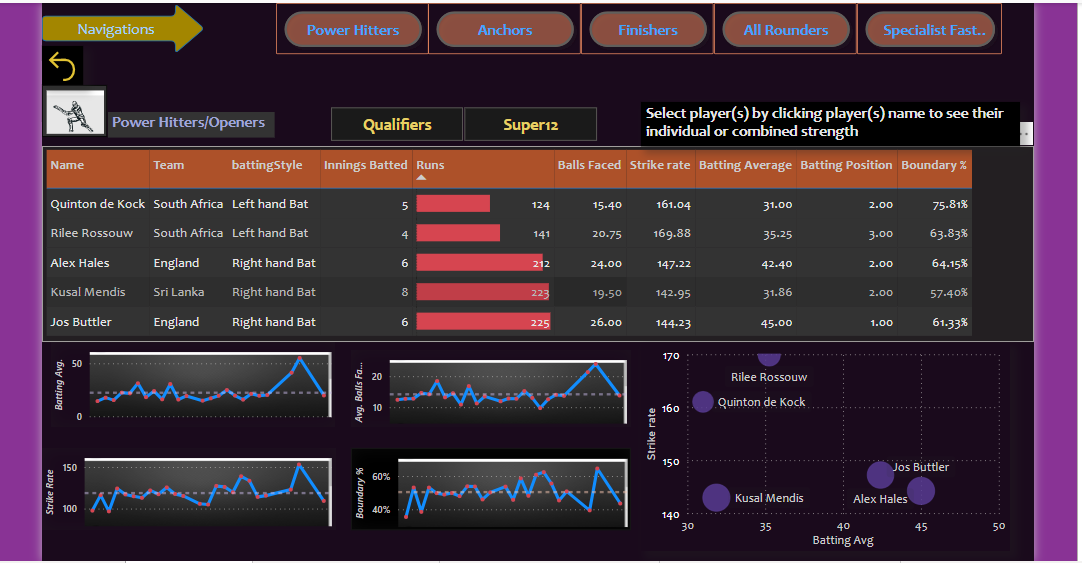 Navigations
Power Hitters
Anchors
Finishers
All Rounders
Specialist Fast..
Power Hitters/Openers
Qualifiers
Super12
Select player(s) by clicking player(s) name to see their
individual or combined strength
Name Team battingStyle Innings Batted Runs Balls Faced Strike rate Batting Average Batting Position Boundary %
Quinton de Kock South Africa Left hand Bat 5 124 15.40 161.04 31.00 2.00 75.81%
Rilee Rossouw South Africa Left hand Bat 4 141 20.75 169.88 35.25 3.00 63.83%
Alex Hales England Right hand Bat 6 212 24.00 147.22 42.40 2.00 64.15%
Kusal Mendis Sri Lanka Right hand Bat 8 223 19.50 142.95 31.86 2.00 57.40%
Jos Buttler England Right hand Bat 6 225 26.00 144.23 45.00 1.00 61.33%
Batting Avg.
50
0
Avg. Balls Fa...
20
10
Strike Rate
150
100
Boundary %
60%
40%
Strike rate
170
160
150
140
Rilee Rossouw
Quinton de Kock
Jos Buttler
Kusal Mendis
Alex Hales
30 35 40 45 50
Batting Avg